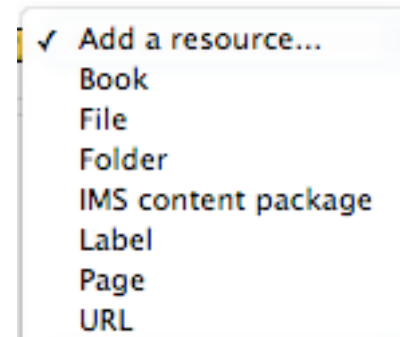 ✓ Add a resource...
Book
File
Folder
IMS content package
Label
Page
URL